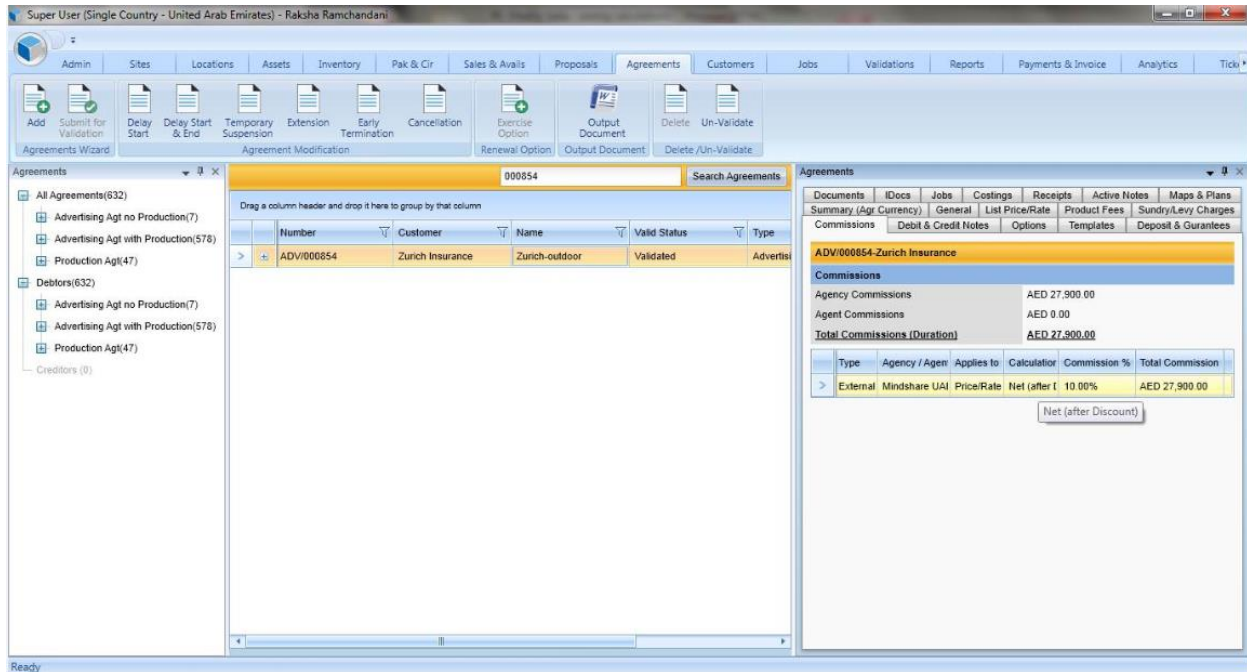 Super User (Single Country - United Arab Emirates) - Raksha Ramchandani
Admin Sites Locations Assets Inventory Pak & Cir Sales & Avails Proposals Agreements Customers Jobs Validations Reports Payments & Invoice Analytics
Add Submit for Validation Delay Start Delay Start & End Temporary Suspension Extension Early Termination Cancellation Exercise Option Output Document Delete Un-Validate
Agreements Wizard Agreement Modification Renewal Option Output Document Delete /Un-Validate
Agreements
All Agreements(632)
Advertising Agt no Production(7)
Advertising Agt with Production(578)
Production Agt(47)
Debtors(632)
Advertising Agt no Production(7)
Advertising Agt with Production(578)
Production Agt(47)
Creditors (0)
000854 Search Agreements
Drag a column header and drop it here to group by that column
Number Customer Name Valid Status Type
ADV/000854 Zurich Insurance Zurich-outdoor Validated Advertisi
Agreements
Documents IDocs Jobs Costings Receipts Active Notes Maps & Plans
Summary (Agr Currency) General List Price/Rate Product Fees Sundry/Levy Charges
Commissions Debit & Credit Notes Options Templates Deposit & Gurantees
ADV/000854-Zurich Insurance
Commissions
Agency Commissions AED 27,900.00
Agent Commissions AED 0.00
Total Commissions (Duration) AED 27,900.00
Type Agency / Agen Applies to Calculation Commission % Total Commission
External Mindshare UAI Price/Rate Net (after D 10.00% AED 27,900.00
Net (after Discount)
Ready